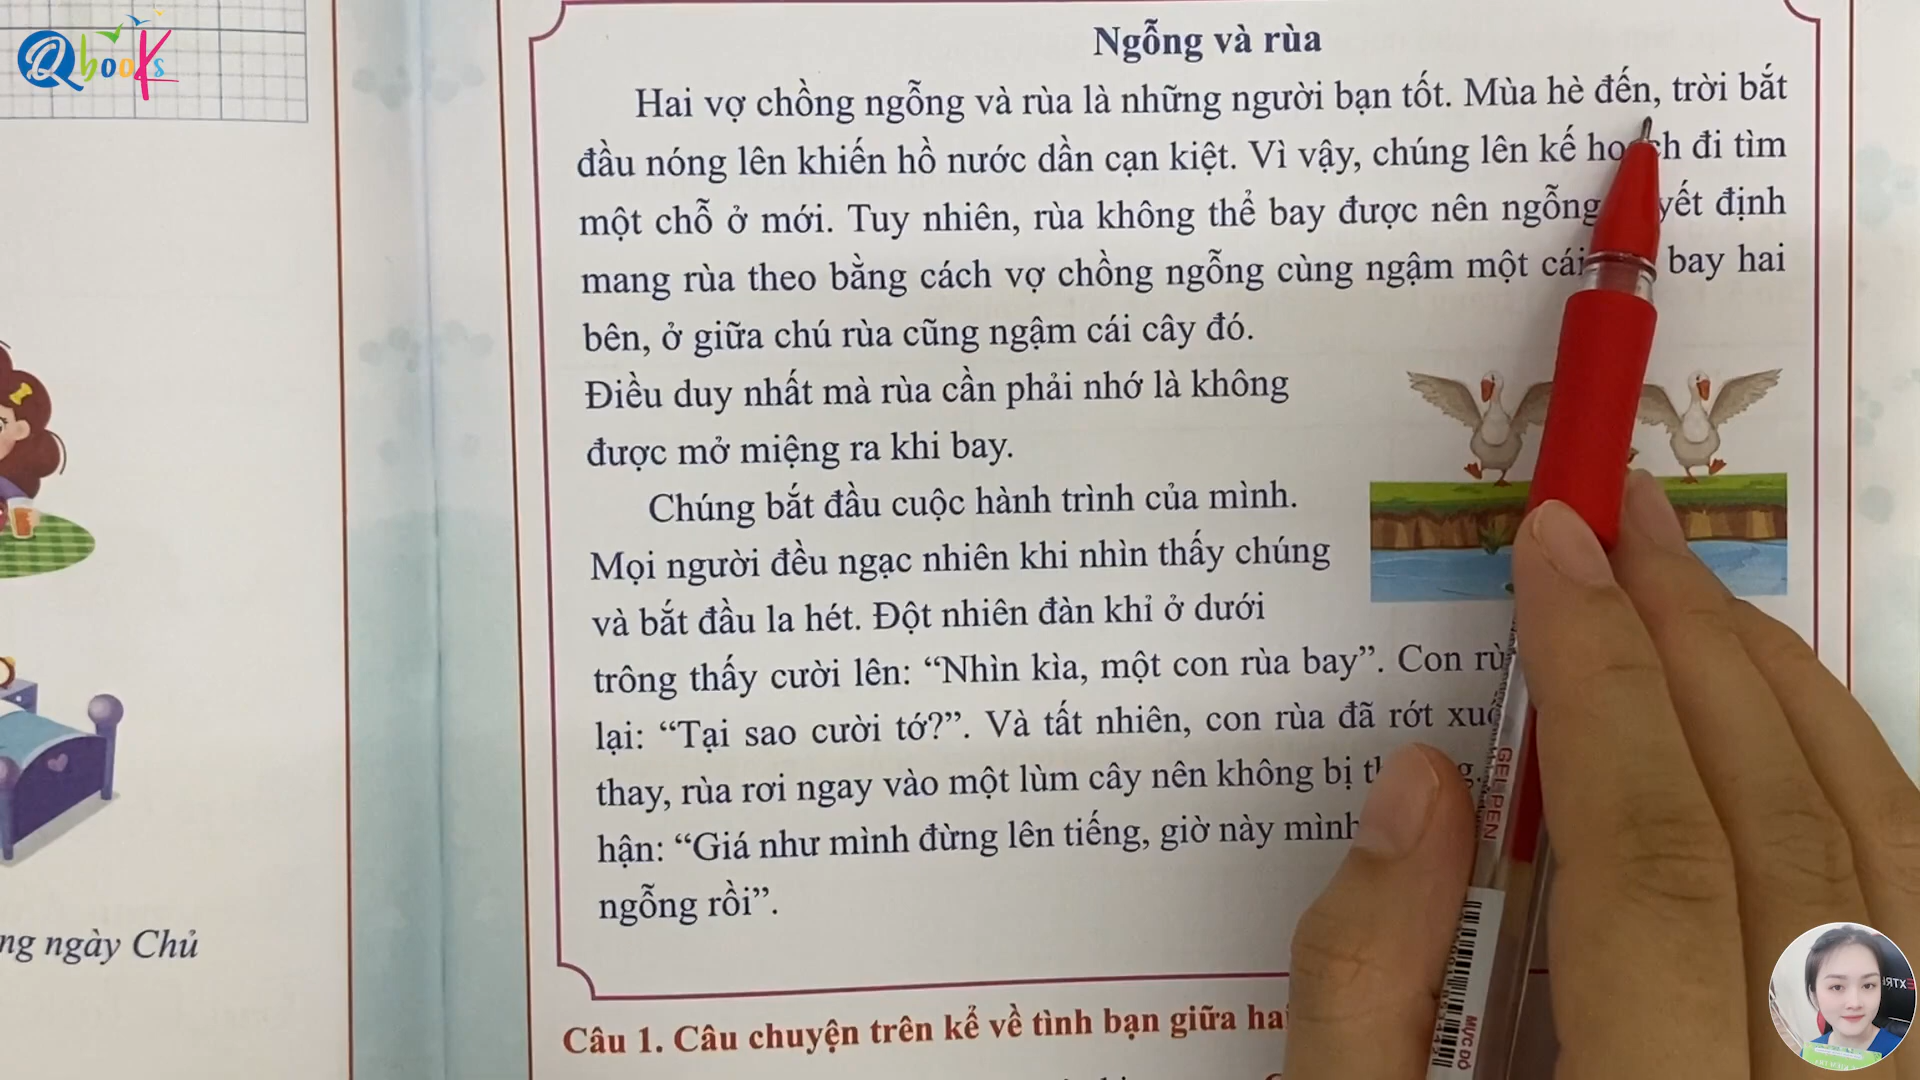 Qbooks
Ngỗng và rùa
Hai vợ chồng ngỗng và rùa là những người bạn tốt. Mùa hè đến, trời bắt
đầu nóng lên khiến hồ nước dần cạn kiệt. Vì vậy, chúng lên kế đi tìm
một chỗ ở mới. Tuy nhiên, rùa không thể bay được nên ngỗng định
mang rùa theo bằng cách vợ chồng ngỗng cùng ngậm một cái bay hai
bên, ở giữa chú rùa cũng ngậm cái cây đó.
Điều duy nhất mà rùa cần phải nhớ là không
được mở miệng ra khi bay.
Chúng bắt đầu cuộc hành trình của mình.
Mọi người đều ngạc nhiên khi nhìn thấy chúng
và bắt đầu la hét. Đột nhiên đàn khỉ ở dưới
trông thấy cười lên: “Nhìn kìa, một con rùa bay”. Con
lại: “Tại sao cười tớ?”. Và tất nhiên, con rùa đã rớt
thay, rùa rơi ngay vào một lùm cây nên không bị
hận: “Giá như mình đừng lên tiếng, giờ này mình
ngỗng rồi”.
Câu 1. Câu chuyện trên kể về tình bạn giữa
ng ngày Chủ
GELPEN
MỰC ĐỎ